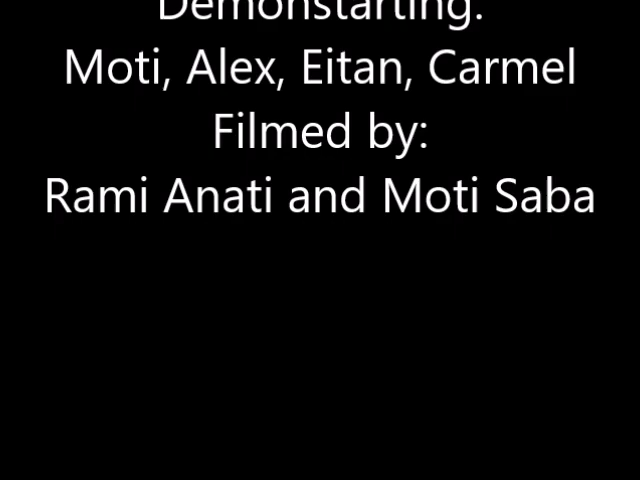 Demonstarting:
Moti, Alex, Eitan, Carmel
Filmed by:
Rami Anati and Moti Saba